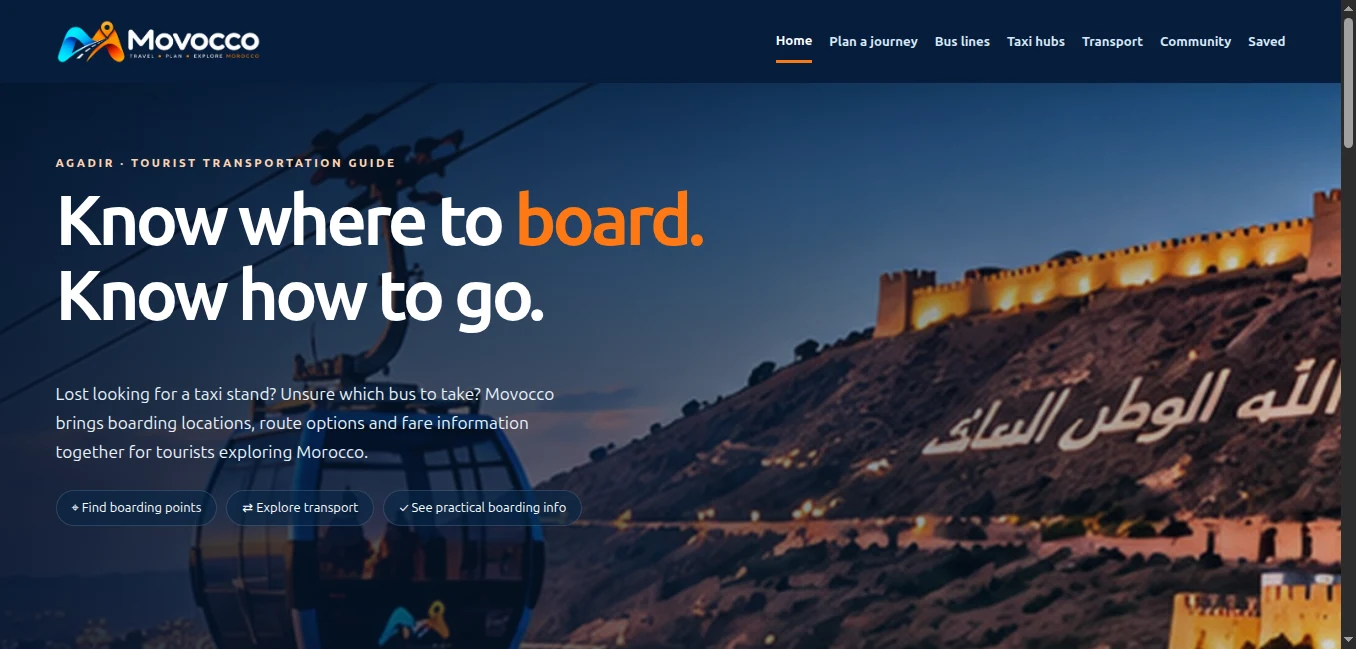 Movocco
TRAVEL • PLAN • EXPLORE MOROCCO
Home
Plan a journey
Bus lines
Taxi hubs
Transport
Community
Saved
AGADIR · TOURIST TRANSPORTATION GUIDE
Know where to board.
Know how to go.
Lost looking for a taxi stand? Unsure which bus to take? Movocco
brings boarding locations, route options and fare information
together for tourists exploring Morocco.
⌖ Find boarding points
⇄ Explore transport
✓ See practical boarding info
الله الوطن